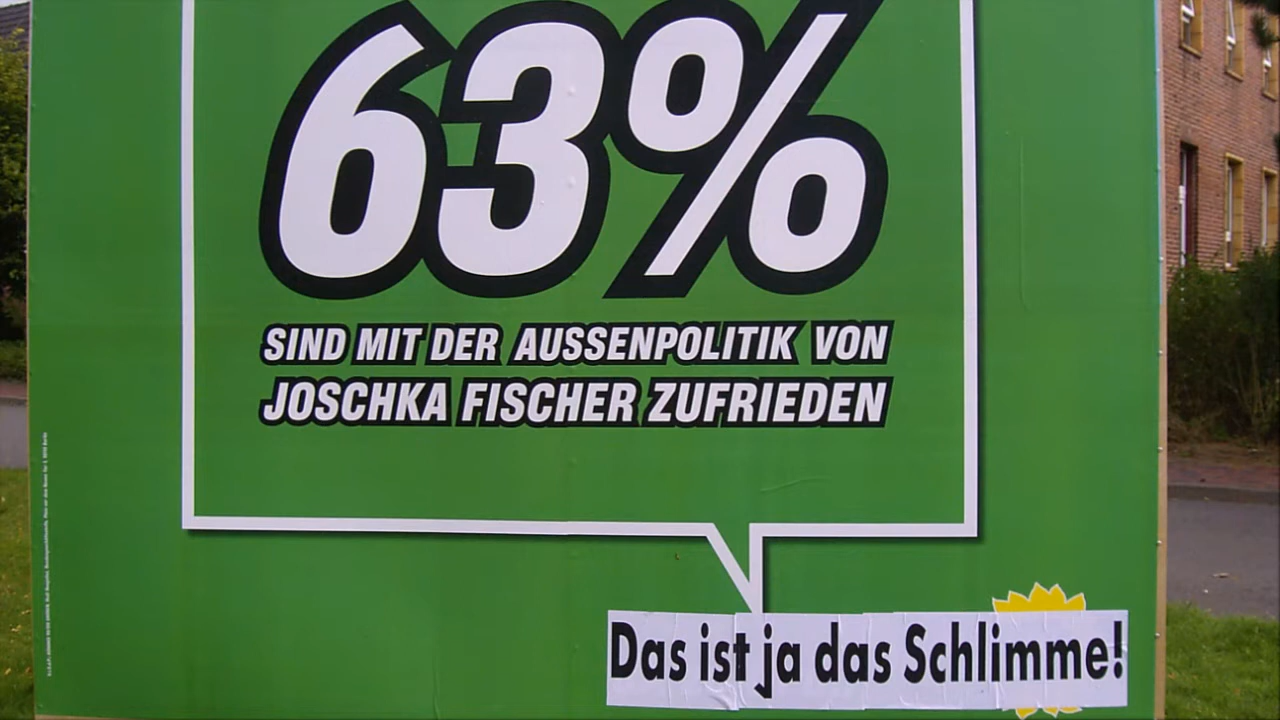 63%
SIND MIT DER AUSSENPOLITIK VON
JOSCHKA FISCHER ZUFRIEDEN
Das ist ja das Schlimme!